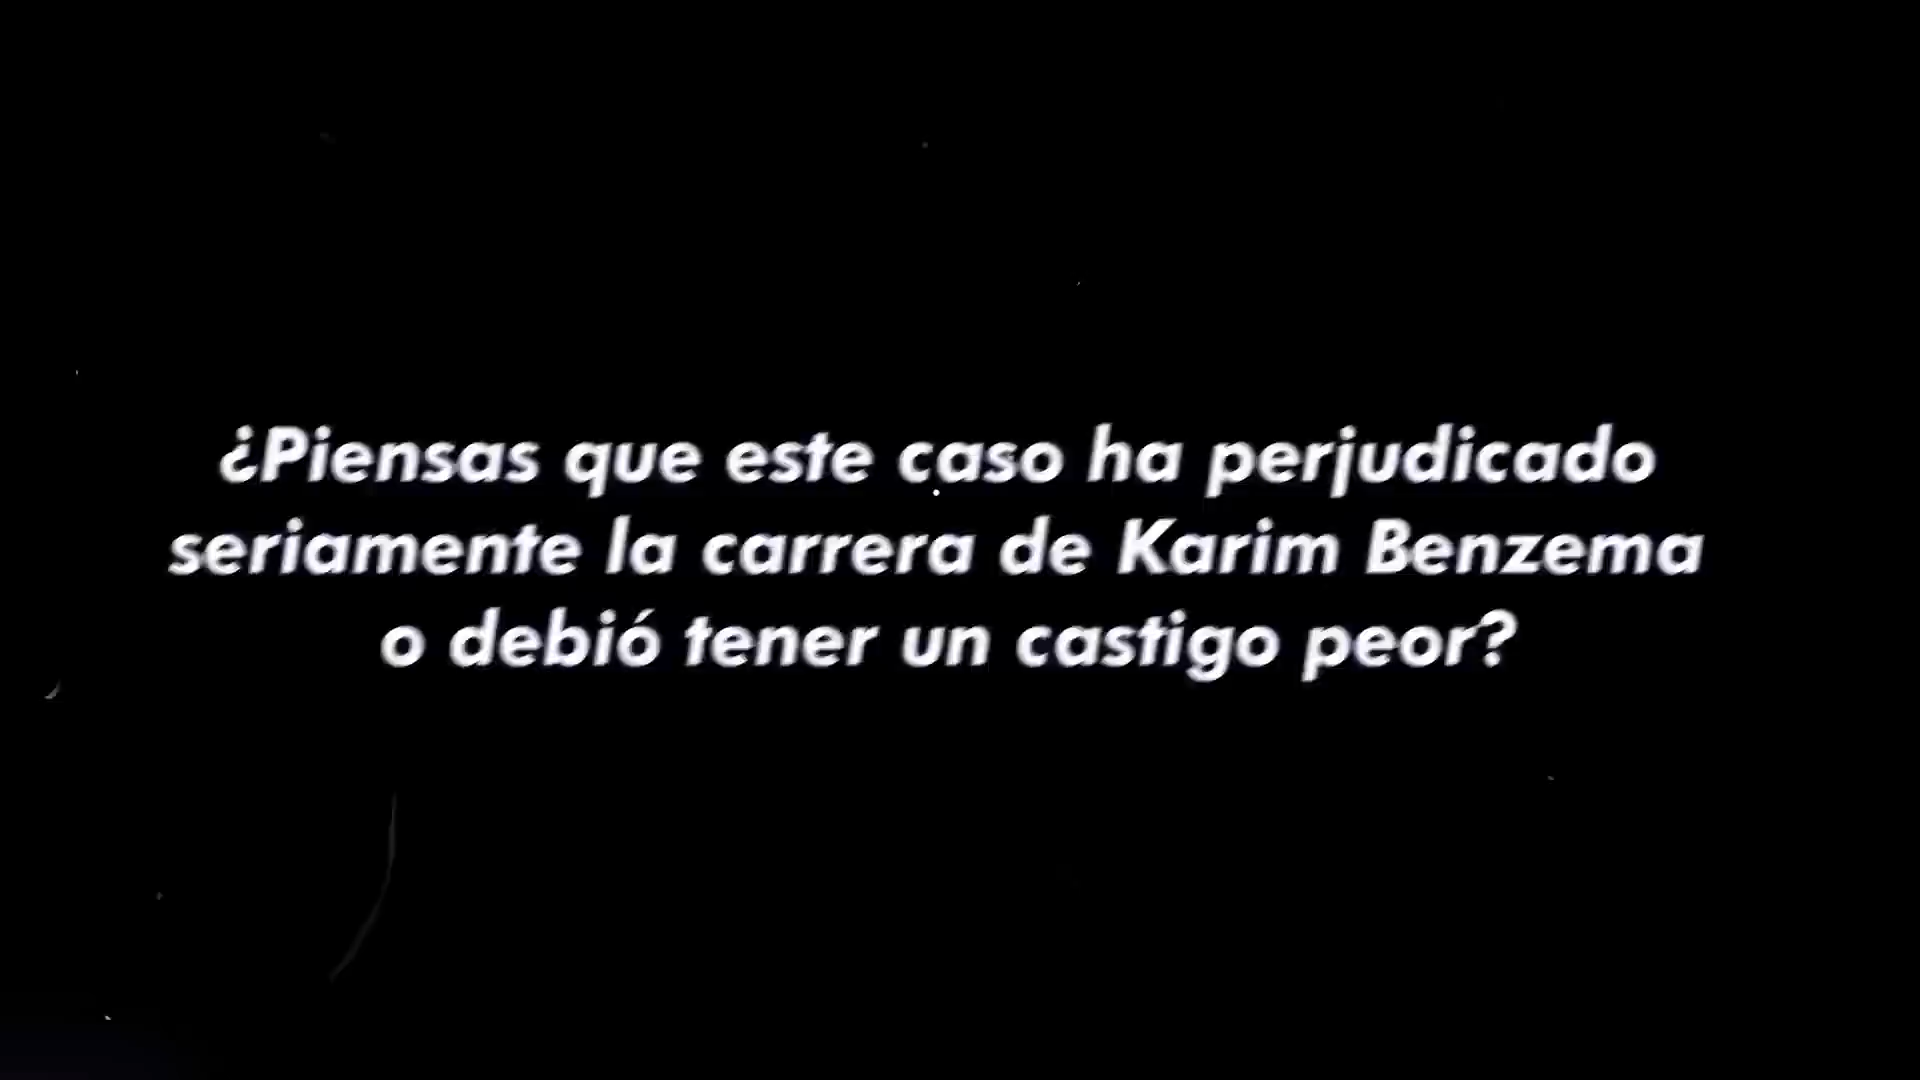 ¿Piensas que este caso ha perjudicado
seriamente la carrera de Karim Benzema
o debió tener un castigo peor?